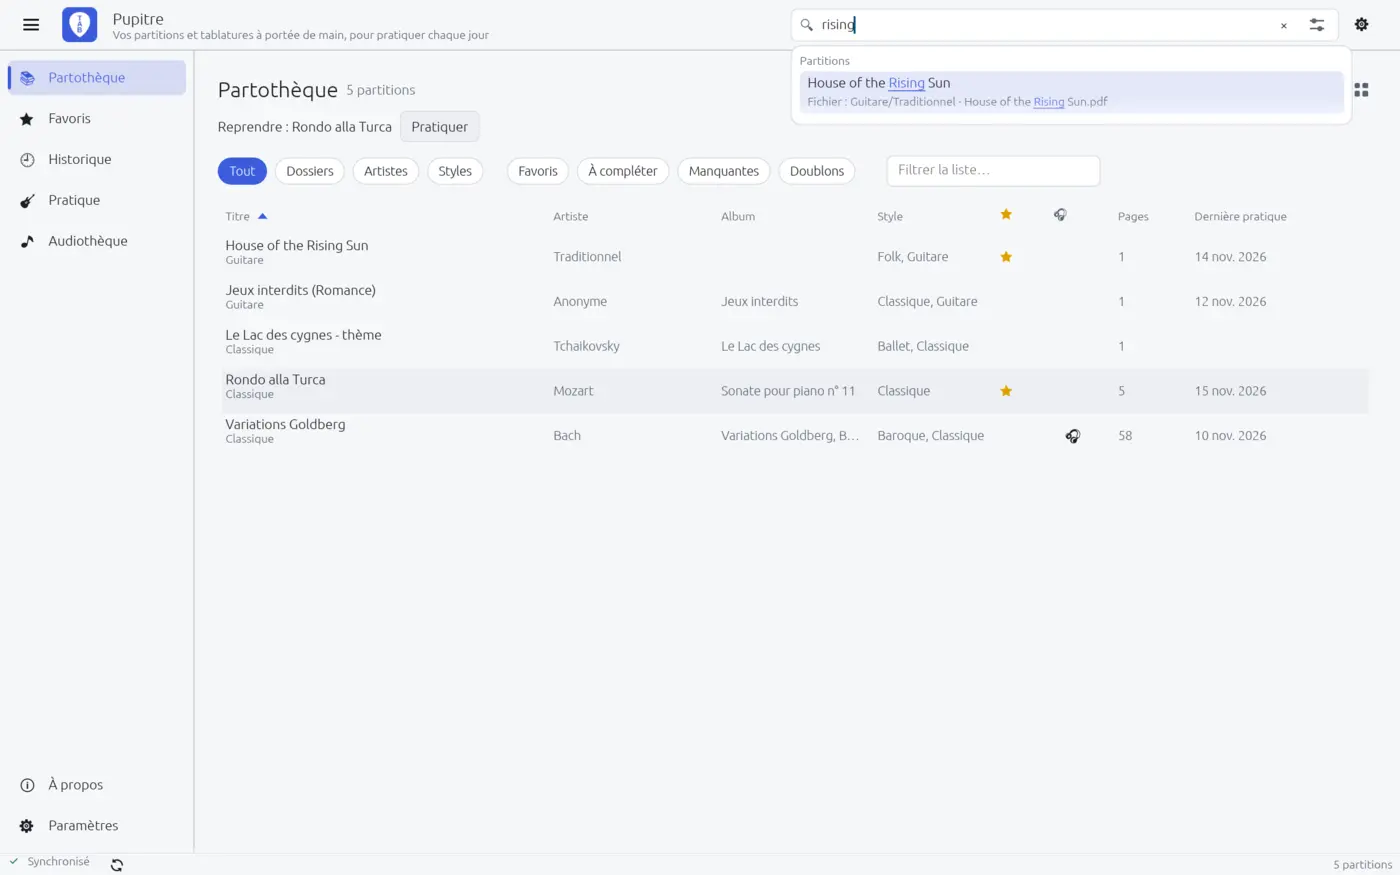 TAB
Pupitre
Vos partitions et tablatures à portée de main, pour pratiquer chaque jour
rising
Partitions
House of the Rising Sun
Fichier : Guitare/Traditionnel - House of the Rising Sun.pdf
Partothèque
Favoris
Historique
Pratique
Audiothèque
Partothèque 5 partitions
Reprendre : Rondo alla Turca Pratiquer
Tout Dossiers Artistes Styles Favoris À compléter Manquantes Doublons Filtrer la liste…
Titre Artiste Album Style Pages Dernière pratique
House of the Rising Sun
Guitare
Traditionnel Folk, Guitare 1 14 nov. 2026
Jeux interdits (Romance)
Guitare
Anonyme Jeux interdits Classique, Guitare 1 12 nov. 2026
Le Lac des cygnes - thème
Classique
Tchaikovsky Le Lac des cygnes Ballet, Classique 1
Rondo alla Turca
Classique
Mozart Sonate pour piano n° 11 Classique 5 15 nov. 2026
Variations Goldberg
Classique
Bach Variations Goldberg, B… Baroque, Classique 58 10 nov. 2026
À propos
Paramètres
Synchronisé
5 partitions